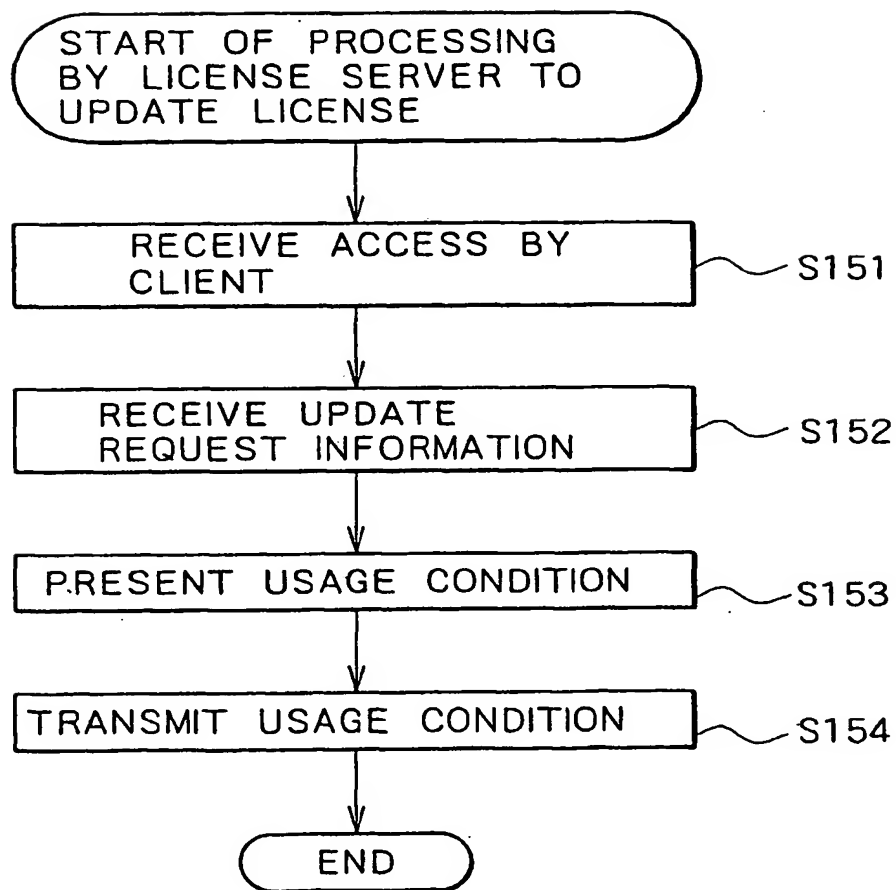 START OF PROCESSING
BY LICENSE SERVER TO
UPDATE LICENSE
RECEIVE ACCESS BY
CLIENT
S151
RECEIVE UPDATE
REQUEST INFORMATION
S152
PRESENT USAGE CONDITION
S153
TRANSMIT USAGE CONDITION
S154
END